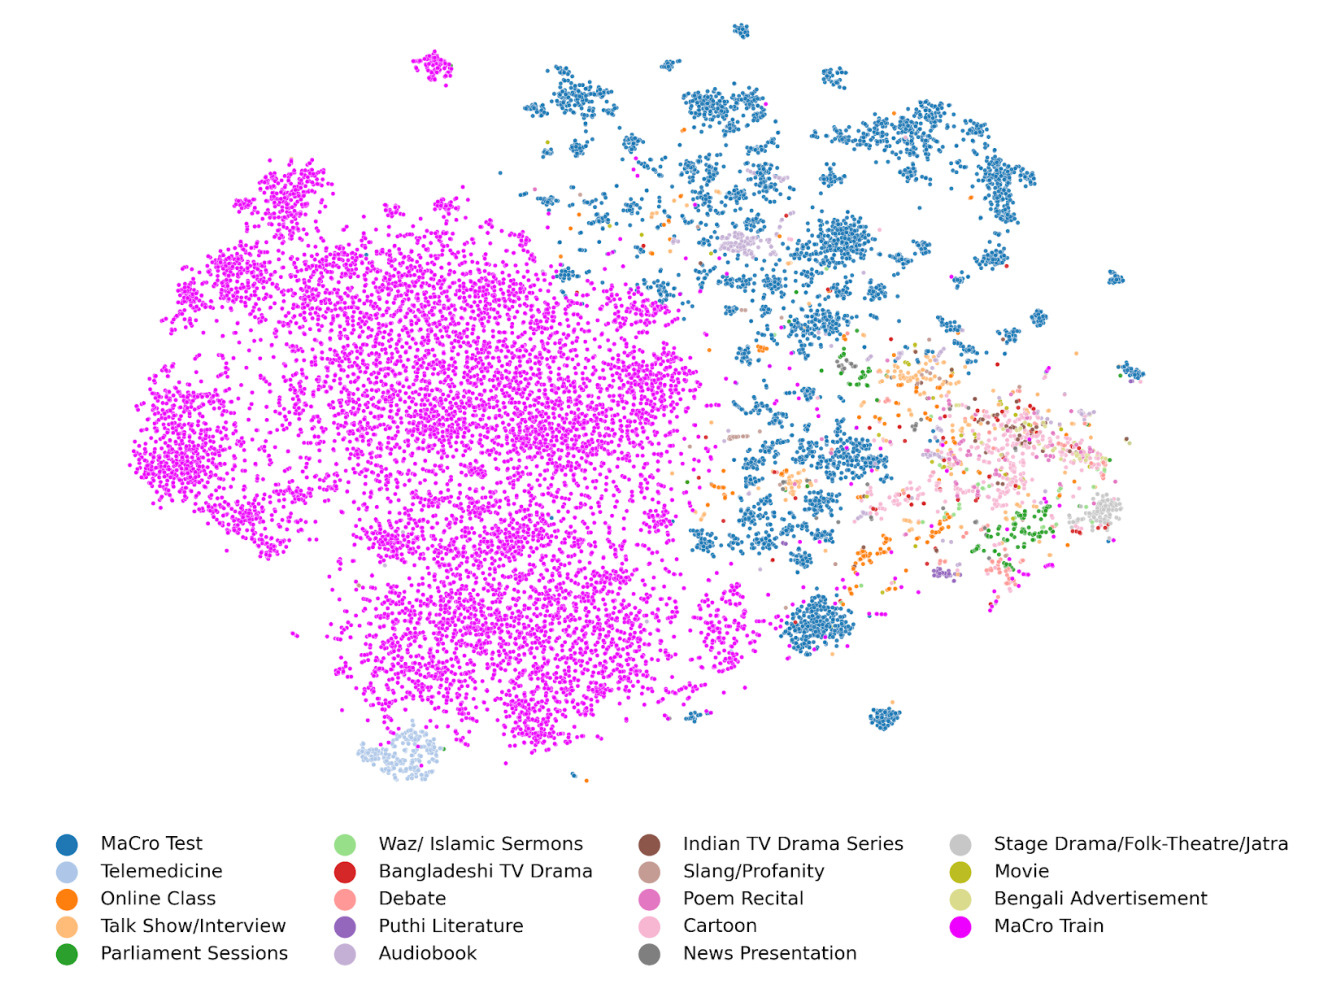 MaCro Test
Telemedicine
Online Class
Talk Show/Interview
Parliament Sessions
Waz/ Islamic Sermons
Bangladeshi TV Drama
Debate
Puthi Literature
Audiobook
Indian TV Drama Series
Slang/Profanity
Poem Recital
Cartoon
News Presentation
Stage Drama/Folk-Theatre/Jatra
Movie
Bengali Advertisement
MaCro Train